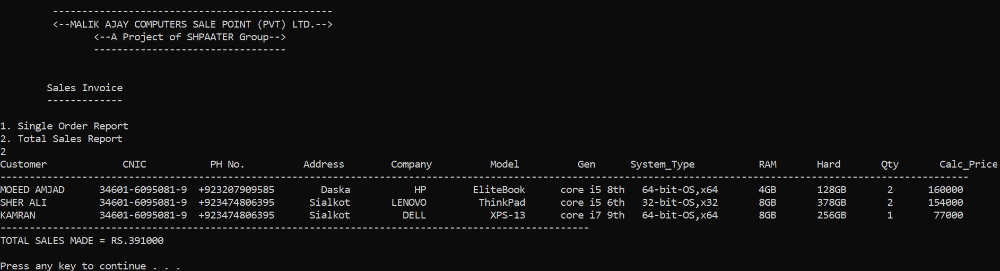 ------------------------------------------------
<--MALIK AJAY COMPUTERS SALE POINT (PVT) LTD.-->
<--A Project of SHPAATER Group-->
---------------------------------
Sales Invoice
-------------
1. Single Order Report
2. Total Sales Report
2
Customer CNIC PH No. Address Company Model Gen System_Type RAM Hard Qty Calc_Price
----------------------------------------------------------------------------------------------------------------------------------------------------------------------
MOEED AMJAD 34601-6095081-9 +923207909585 Daska HP EliteBook core i5 8th 64-bit-OS,x64 4GB 128GB 2 160000
SHER ALI 34601-6095081-9 +923474806395 Sialkot LENOVO ThinkPad core i5 6th 32-bit-OS,x32 8GB 378GB 2 154000
KAMRAN 34601-6095081-9 +923474806395 Sialkot DELL XPS-13 core i7 9th 64-bit-OS,x64 8GB 256GB 1 77000
-----------------------------------------------------------------------------------------------------
TOTAL SALES MADE = RS.391000
Press any key to continue . . .